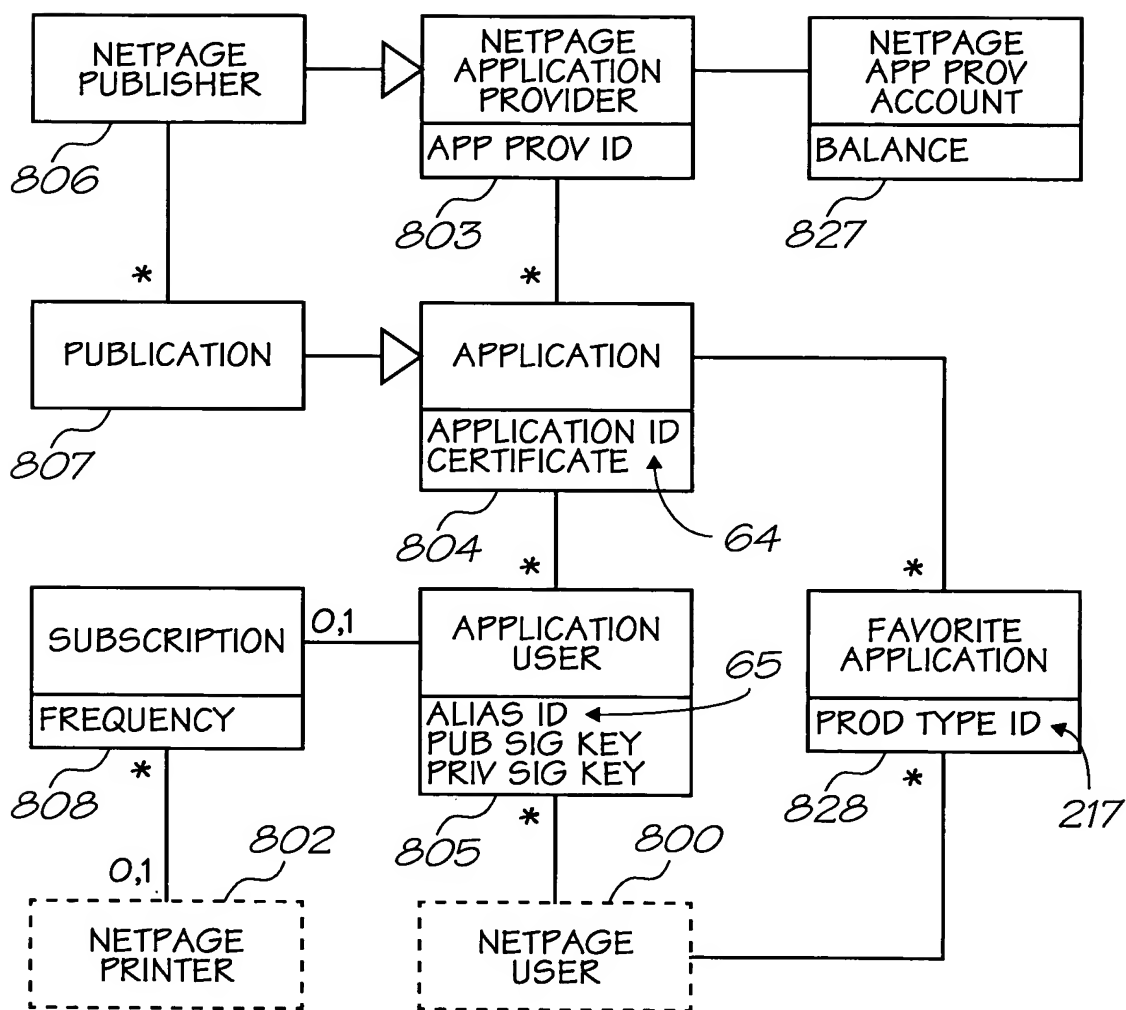 NETPAGE
PUBLISHER
806
NETPAGE
APPLICATION
PROVIDER
APP PROV ID
803
NETPAGE
APP PROV
ACCOUNT
BALANCE
827
*
*
PUBLICATION
807
APPLICATION
APPLICATION ID
CERTIFICATE
804
64
*
*
SUBSCRIPTION
FREQUENCY
808
0,1
APPLICATION
USER
ALIAS ID
PUB SIG KEY
PRIV SIG KEY
805
65
FAVORITE
APPLICATION
PROD TYPE ID
828
217
*
*
*
0,1
802
800
NETPAGE
PRINTER
NETPAGE
USER